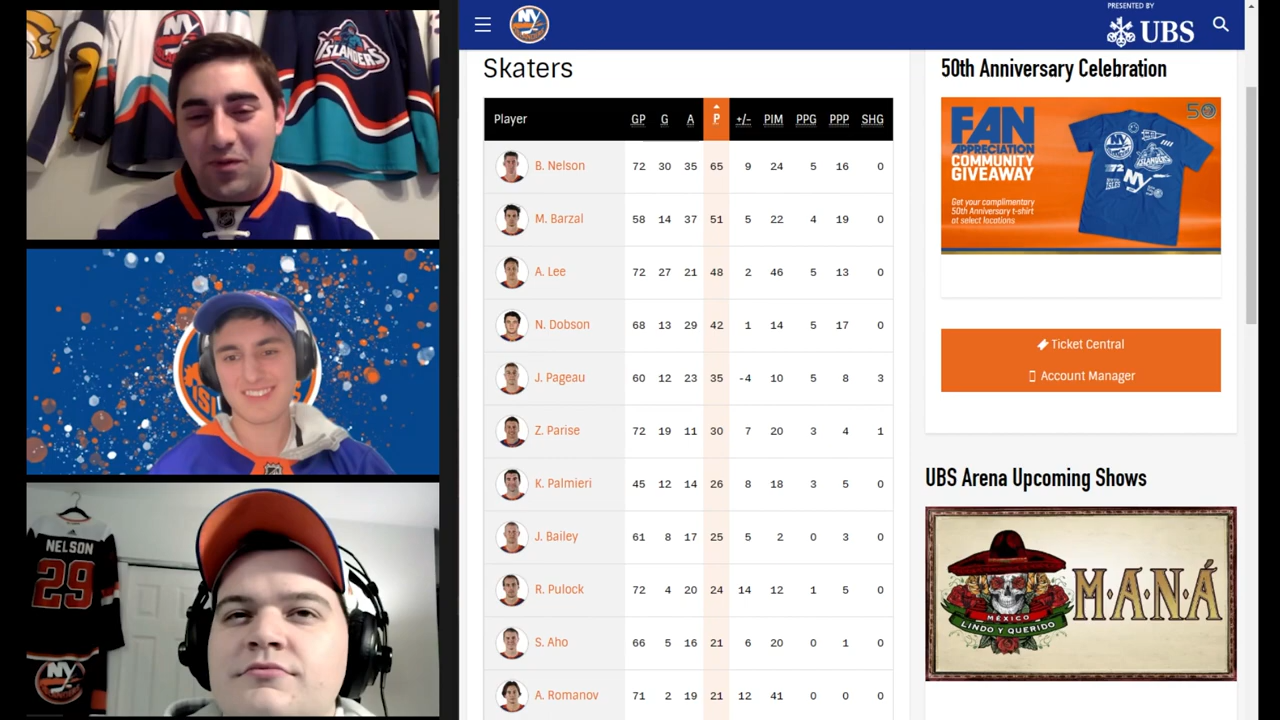 ISLANDERS
NELSON
29
NY
PRESENTED BY
UBS
Skaters
Player GP G A P +/- PIM PPG PPP SHG
B. Nelson 72 30 35 65 9 24 5 16 0
M. Barzal 58 14 37 51 5 22 4 19 0
A. Lee 72 27 21 48 2 46 5 13 0
N. Dobson 68 13 29 42 1 14 5 17 0
J. Pageau 60 12 23 35 -4 10 5 8 3
Z. Parise 72 19 11 30 7 20 3 4 1
K. Palmieri 45 12 14 26 8 18 3 5 0
J. Bailey 61 8 17 25 5 2 0 3 0
R. Pulock 72 4 20 24 14 12 1 5 0
S. Aho 66 5 16 21 6 20 0 1 0
A. Romanov 71 2 19 21 12 41 0 0 0
50th Anniversary Celebration
FAN
APPRECIATION
COMMUNITY
GIVEAWAY
Get your complimentary
50th Anniversary t-shirt
at select locations
50
Ticket Central
Account Manager
UBS Arena Upcoming Shows
MÉXICO
LINDO Y QUERIDO
M·A·N·Á